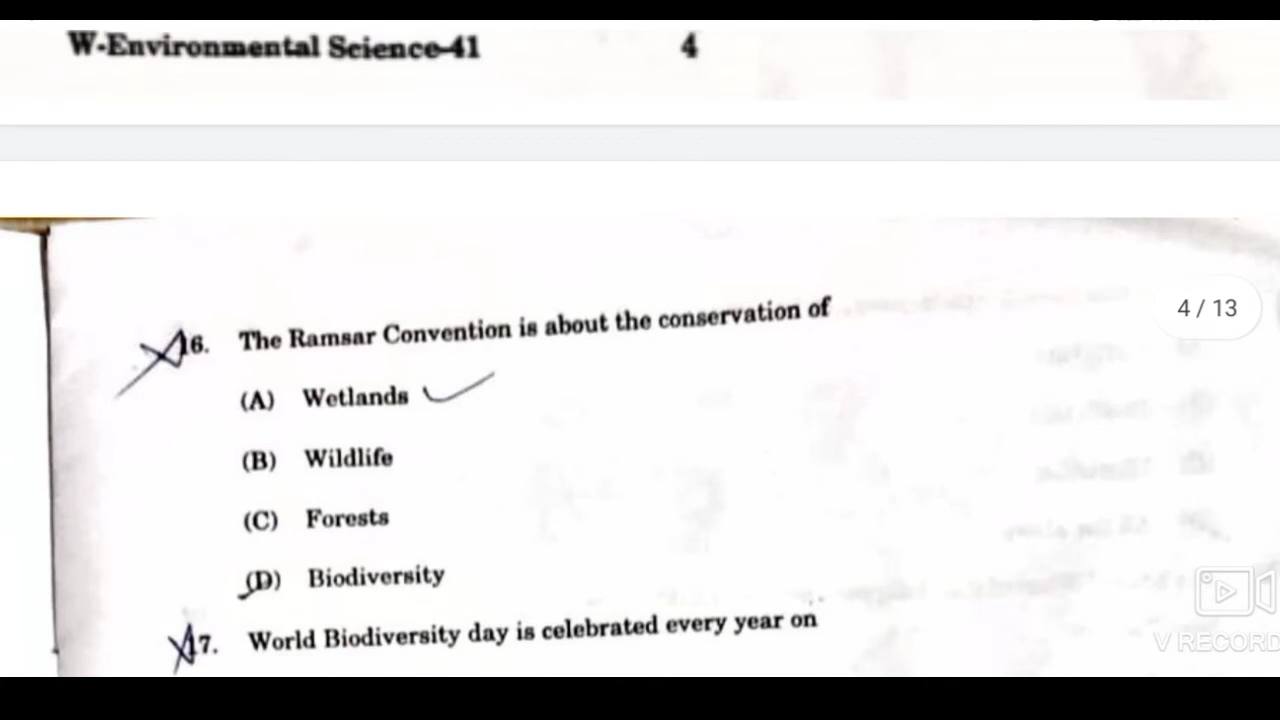 W-Environmental Science-41 4
4 / 13
16. The Ramsar Convention is about the conservation of
(A) Wetlands
(B) Wildlife
(C) Forests
(D) Biodiversity
17. World Biodiversity day is celebrated every year on
V RECORD